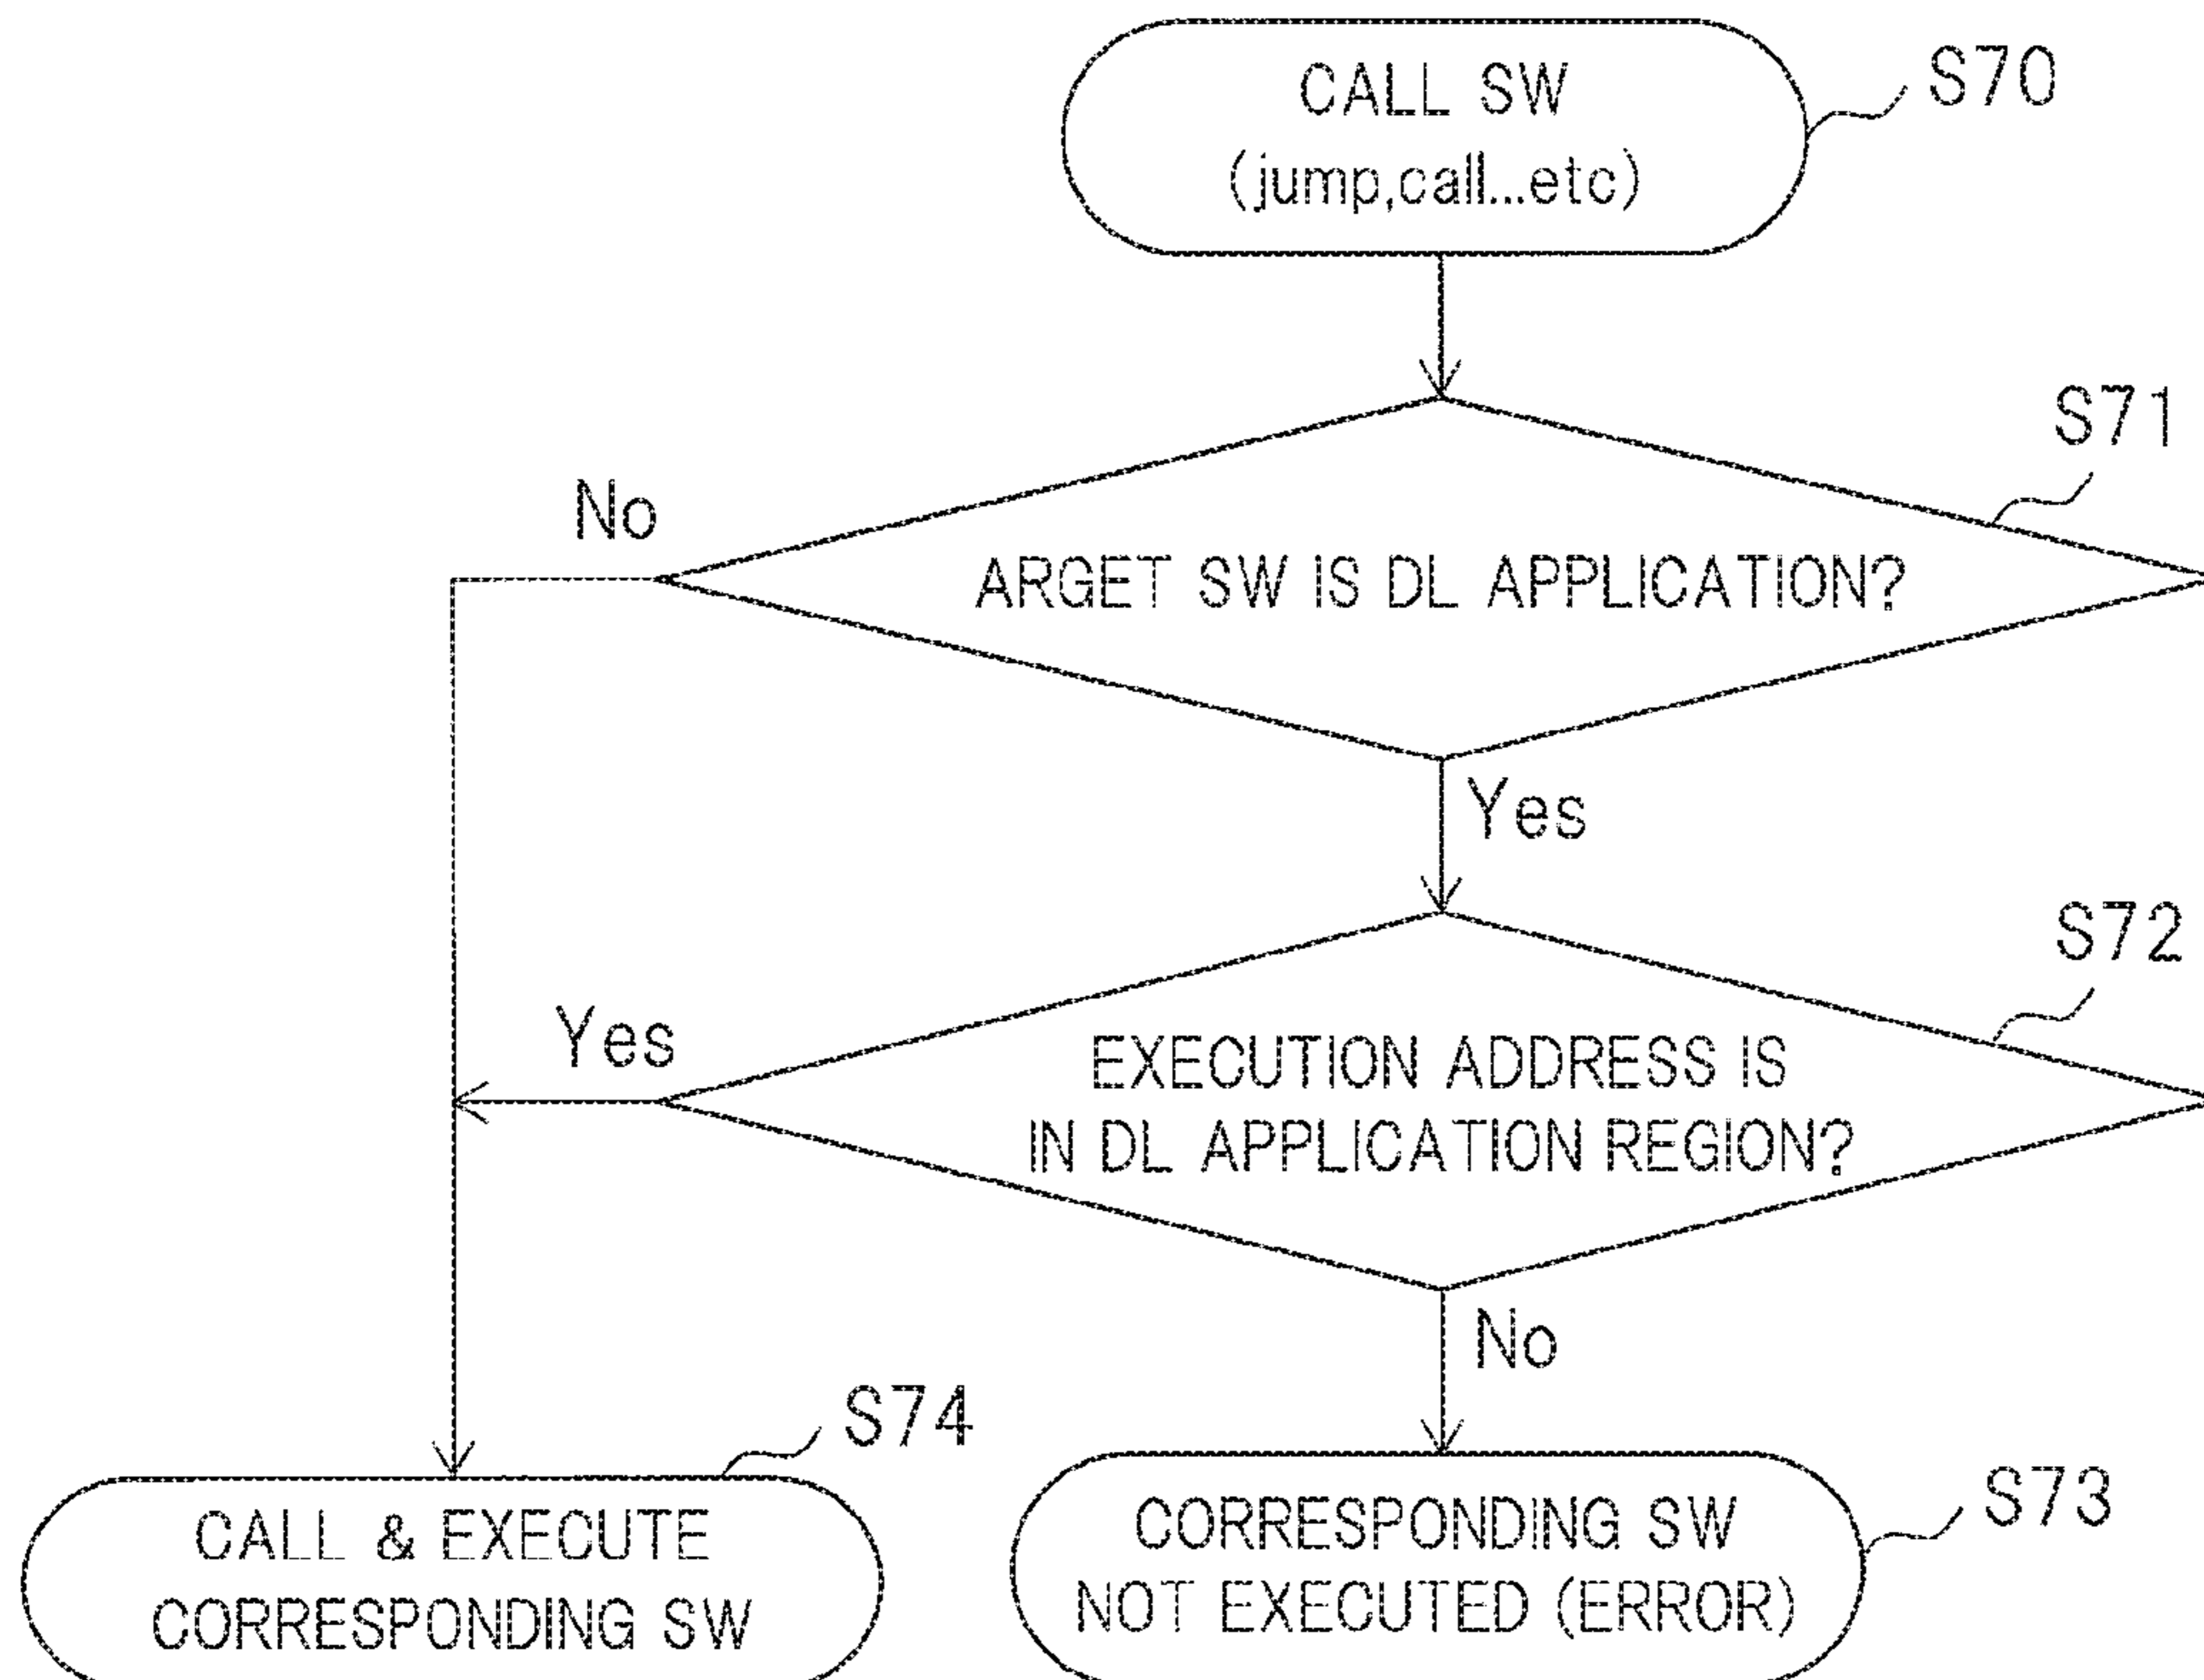 CALL SW
(jump,call...etc)
S70
S71
No
ARGET SW IS DL APPLICATION?
Yes
S72
Yes
EXECUTION ADDRESS IS
IN DL APPLICATION REGION?
No
S74
CALL & EXECUTE
CORRESPONDING SW
S73
CORRESPONDING SW
NOT EXECUTED (ERROR)